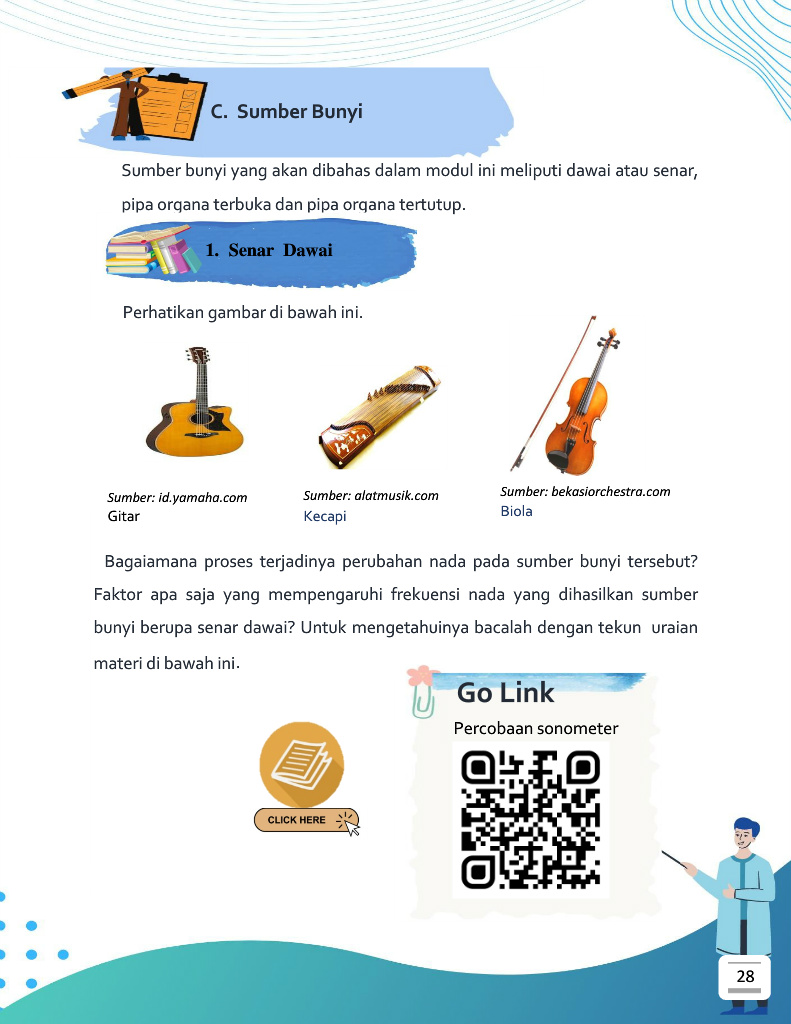 C. Sumber Bunyi
Sumber bunyi yang akan dibahas dalam modul ini meliputi dawai atau senar,
pipa organa terbuka dan pipa organa tertutup.
1. Senar Dawai
Perhatikan gambar di bawah ini.
Sumber: id.yamaha.com
Gitar
Sumber: alatmusik.com
Kecapi
Sumber: bekasiorchestra.com
Biola
Bagaiamana proses terjadinya perubahan nada pada sumber bunyi tersebut?
Faktor apa saja yang mempengaruhi frekuensi nada yang dihasilkan sumber
bunyi berupa senar dawai? Untuk mengetahuinya bacalah dengan tekun uraian
materi di bawah ini.
Go Link
Percobaan sonometer
CLICK HERE
28